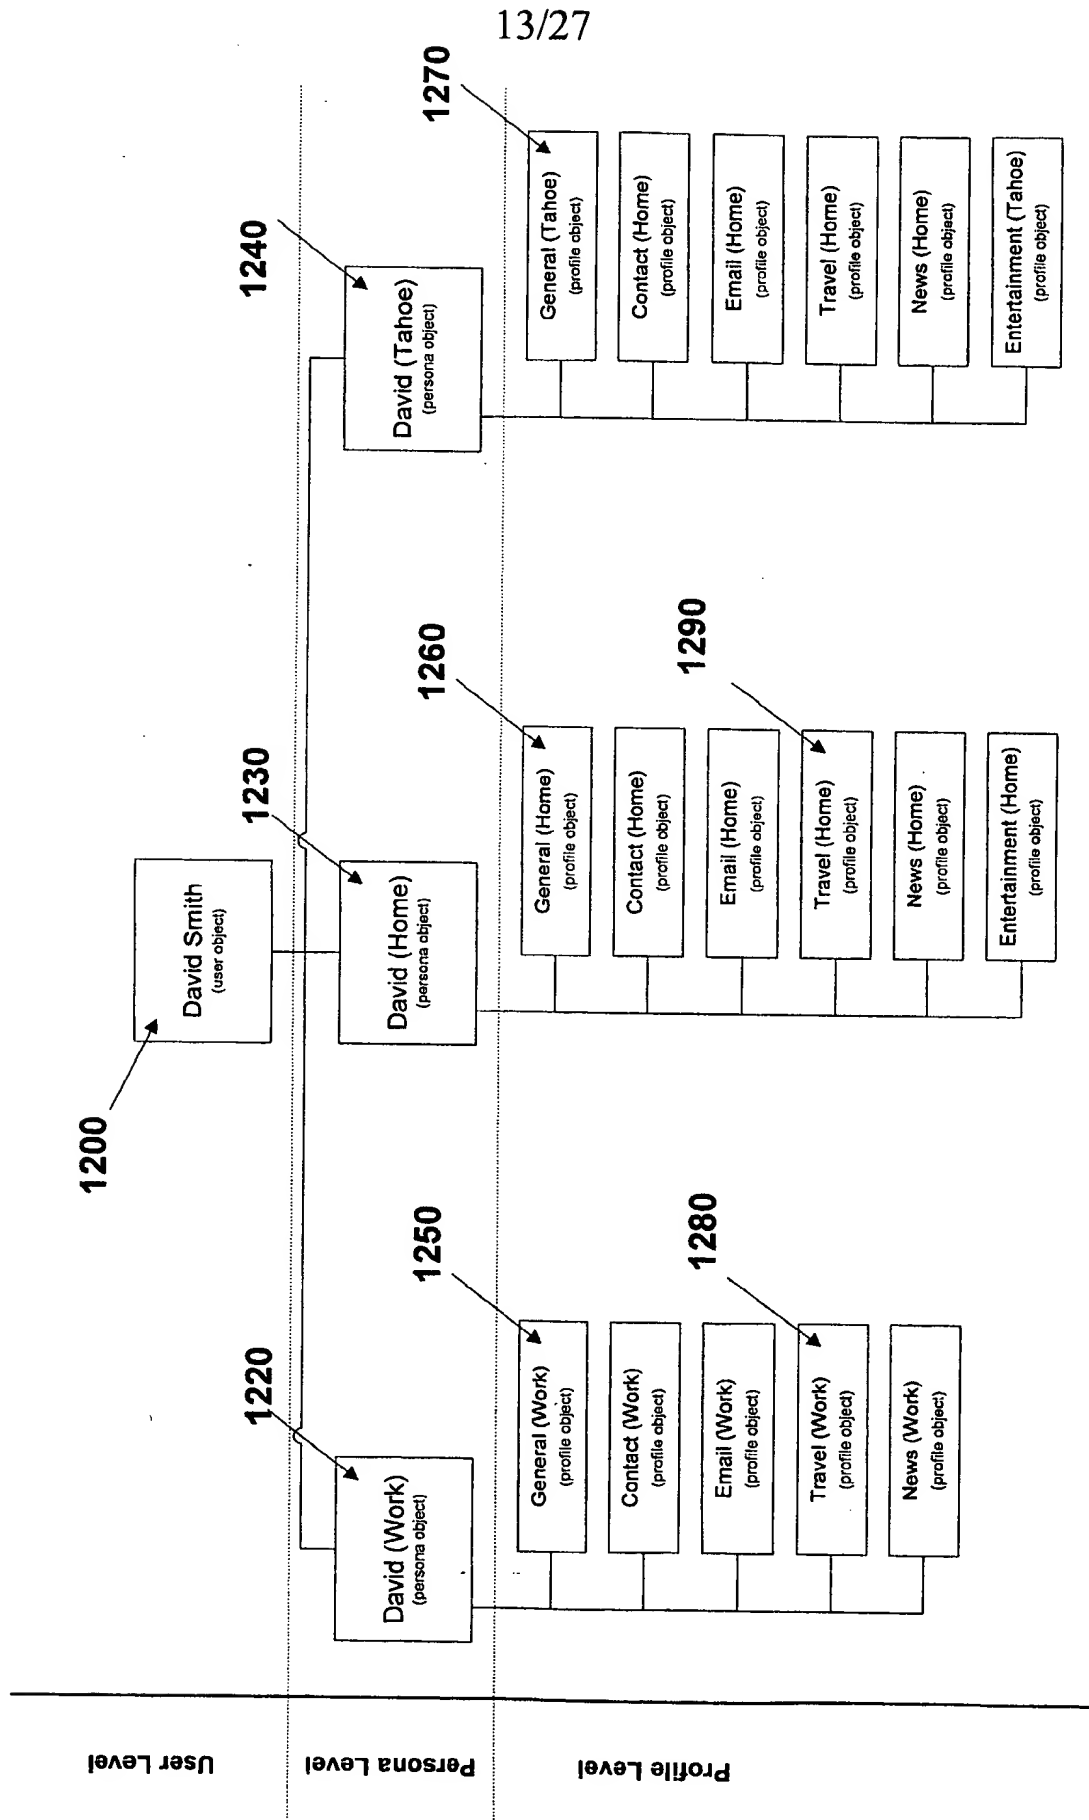 13/27
User Level
1200
David Smith
(user object)
Persona Level
1220
David (Work)
(persona object)
1230
David (Home)
(persona object)
1240
David (Tahoe)
(persona object)
Profile Level
1250
General (Work)
(profile object)
Contact (Work)
(profile object)
Email (Work)
(profile object)
1280
Travel (Work)
(profile object)
News (Work)
(profile object)
1260
General (Home)
(profile object)
Contact (Home)
(profile object)
Email (Home)
(profile object)
1290
Travel (Home)
(profile object)
News (Home)
(profile object)
Entertainment (Home)
(profile object)
1270
General (Tahoe)
(profile object)
Contact (Home)
(profile object)
Email (Home)
(profile object)
Travel (Home)
(profile object)
News (Home)
(profile object)
Entertainment (Tahoe)
(profile object)